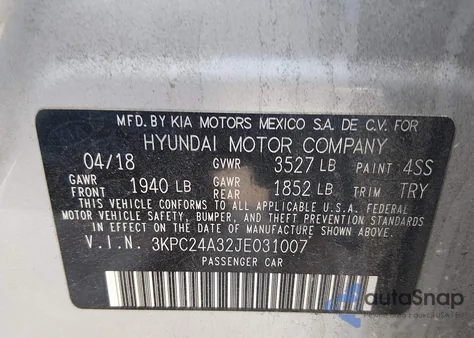 MFD. BY KIA MOTORS MEXICO S.A. DE C.V. FOR
HYUNDAI MOTOR COMPANY
04/18 GVWR 3527 LB PAINT 4SS
GAWR FRONT 1940 LB GAWR REAR 1852 LB TRIM TRY
THIS VEHICLE CONFORMS TO ALL APPLICABLE U.S.A. FEDERAL
MOTOR VEHICLE SAFETY, BUMPER, AND THEFT PREVENTION STANDARDS
IN EFFECT ON THE DATE OF MANUFACTURE SHOWN ABOVE.
V.I.N. 3KPC24A32JE031007
PASSENGER CAR
autoSnap